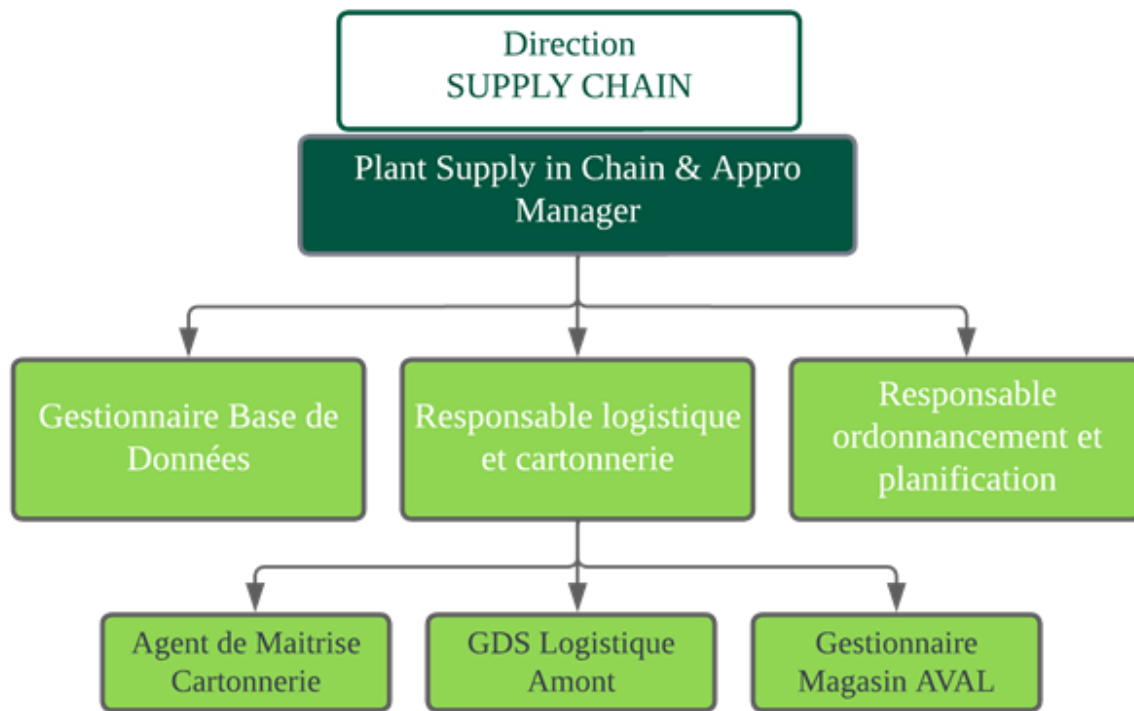 Direction
SUPPLY CHAIN
Plant Supply in Chain & Appro
Manager
Gestionnaire Base de
Données
Responsable logistique
et cartonnerie
Responsable
ordonnancement et
planification
Agent de Maitrise
Cartonnerie
GDS Logistique
Amont
Gestionnaire
Magasin AVAL